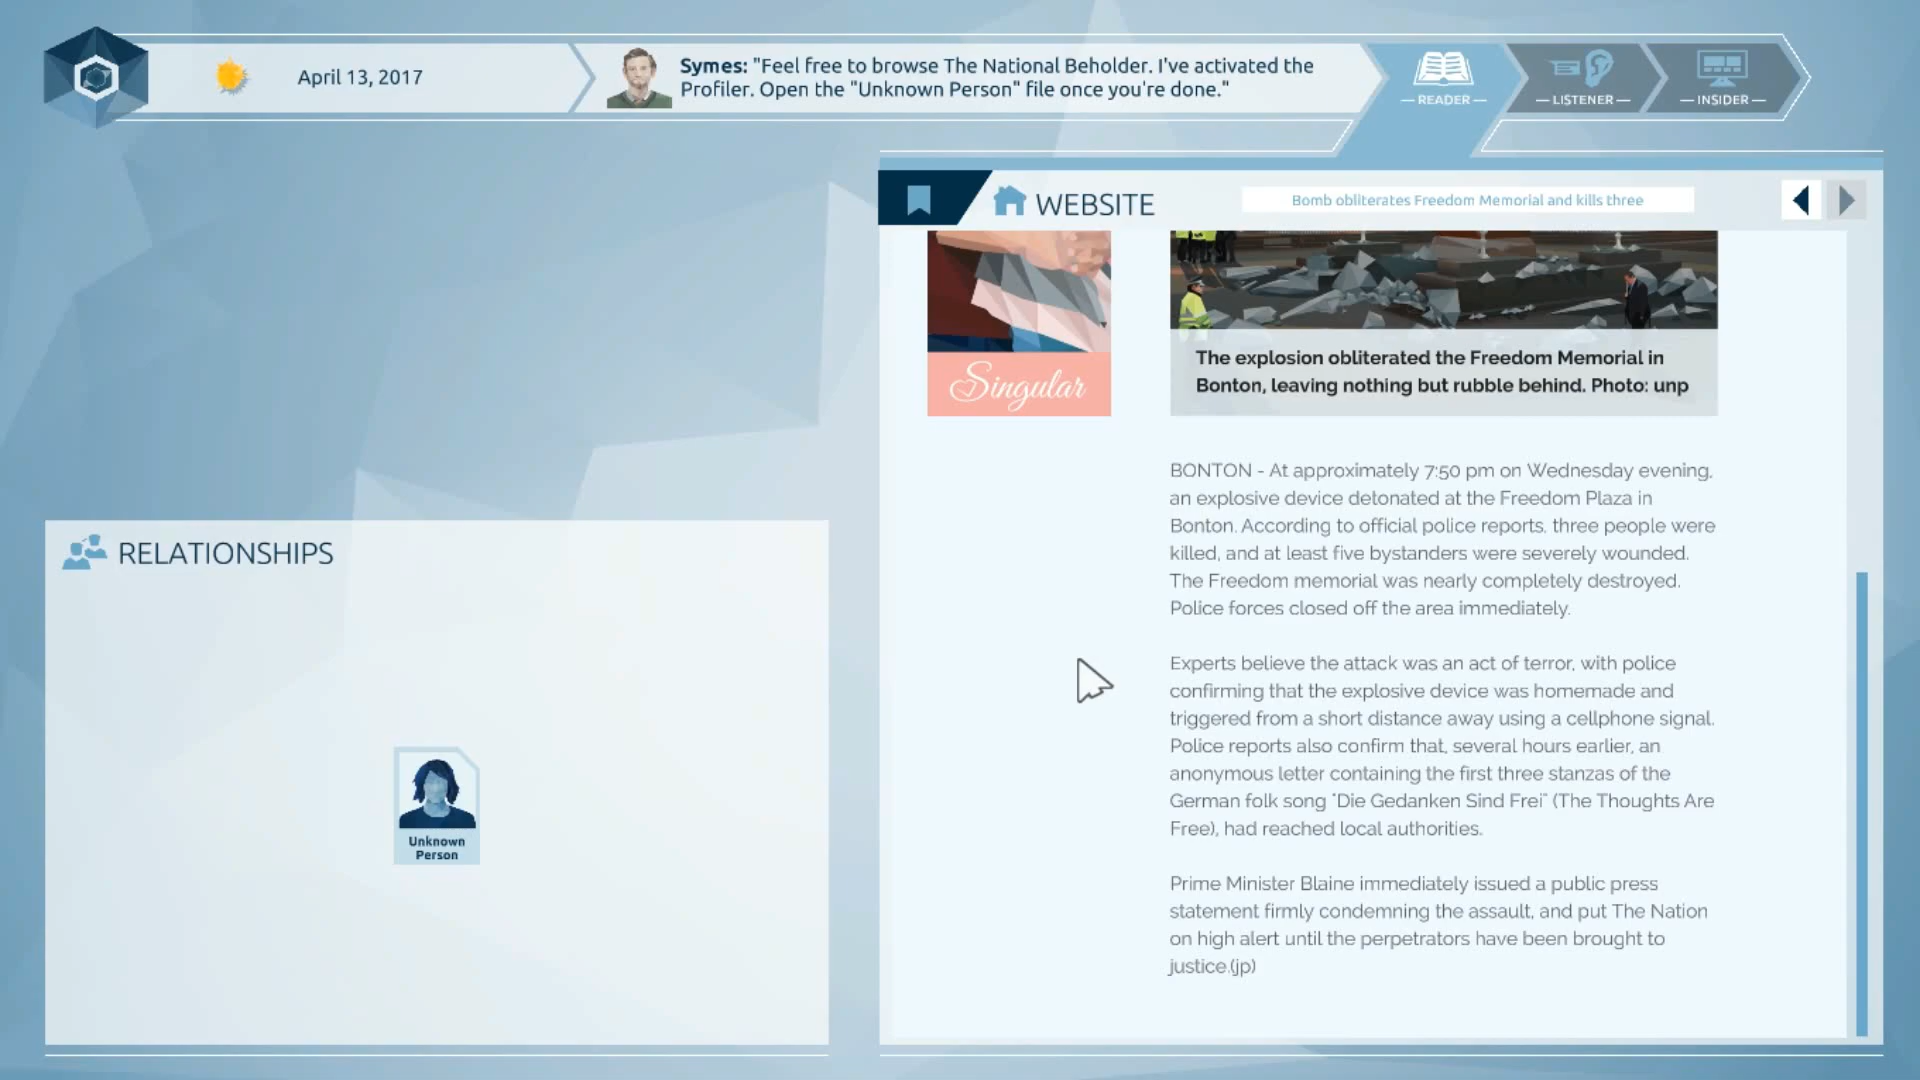 April 13, 2017
Symes: "Feel free to browse The National Beholder. I've activated the
Profiler. Open the "Unknown Person" file once you're done."
READER
LISTENER
INSIDER
WEBSITE
Bomb obliterates Freedom Memorial and kills three
Singular
The explosion obliterated the Freedom Memorial in
Bonton, leaving nothing but rubble behind. Photo: unp
BONTON - At approximately 7:50 pm on Wednesday evening,
an explosive device detonated at the Freedom Plaza in
Bonton. According to official police reports, three people were
killed, and at least five bystanders were severely wounded.
The Freedom memorial was nearly completely destroyed.
Police forces closed off the area immediately.
Experts believe the attack was an act of terror, with police
confirming that the explosive device was homemade and
triggered from a short distance away using a cellphone signal.
Police reports also confirm that, several hours earlier, an
anonymous letter containing the first three stanzas of the
German folk song "Die Gedanken Sind Frei" (The Thoughts Are
Free), had reached local authorities.
Prime Minister Blaine immediately issued a public press
statement firmly condemning the assault, and put The Nation
on high alert until the perpetrators have been brought to
justice.(jp)
RELATIONSHIPS
Unknown
Person